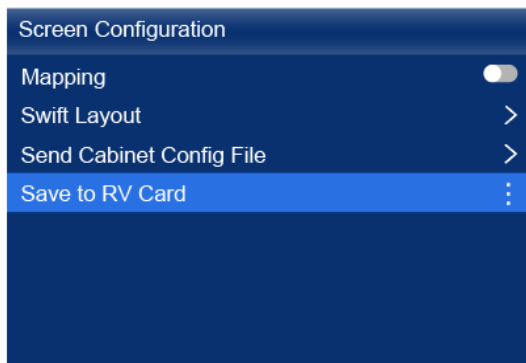 Screen Configuration
Mapping
Swift Layout
Send Cabinet Config File
Save to RV Card